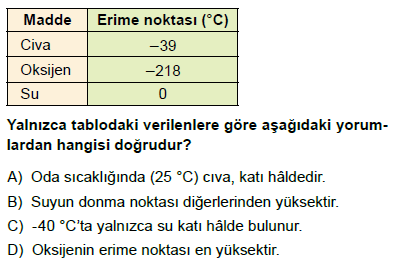 Madde Erime noktası (°C)
Civa –39
Oksijen –218
Su 0
Yalnızca tablodaki verilenlere göre aşağıdaki yorum-
lardan hangisi doğrudur?
A) Oda sıcaklığında (25 °C) cıva, katı hâldedir.
B) Suyun donma noktası diğerlerinden yüksektir.
C) -40 °C'ta yalnızca su katı hâlde bulunur.
D) Oksijenin erime noktası en yüksektir.